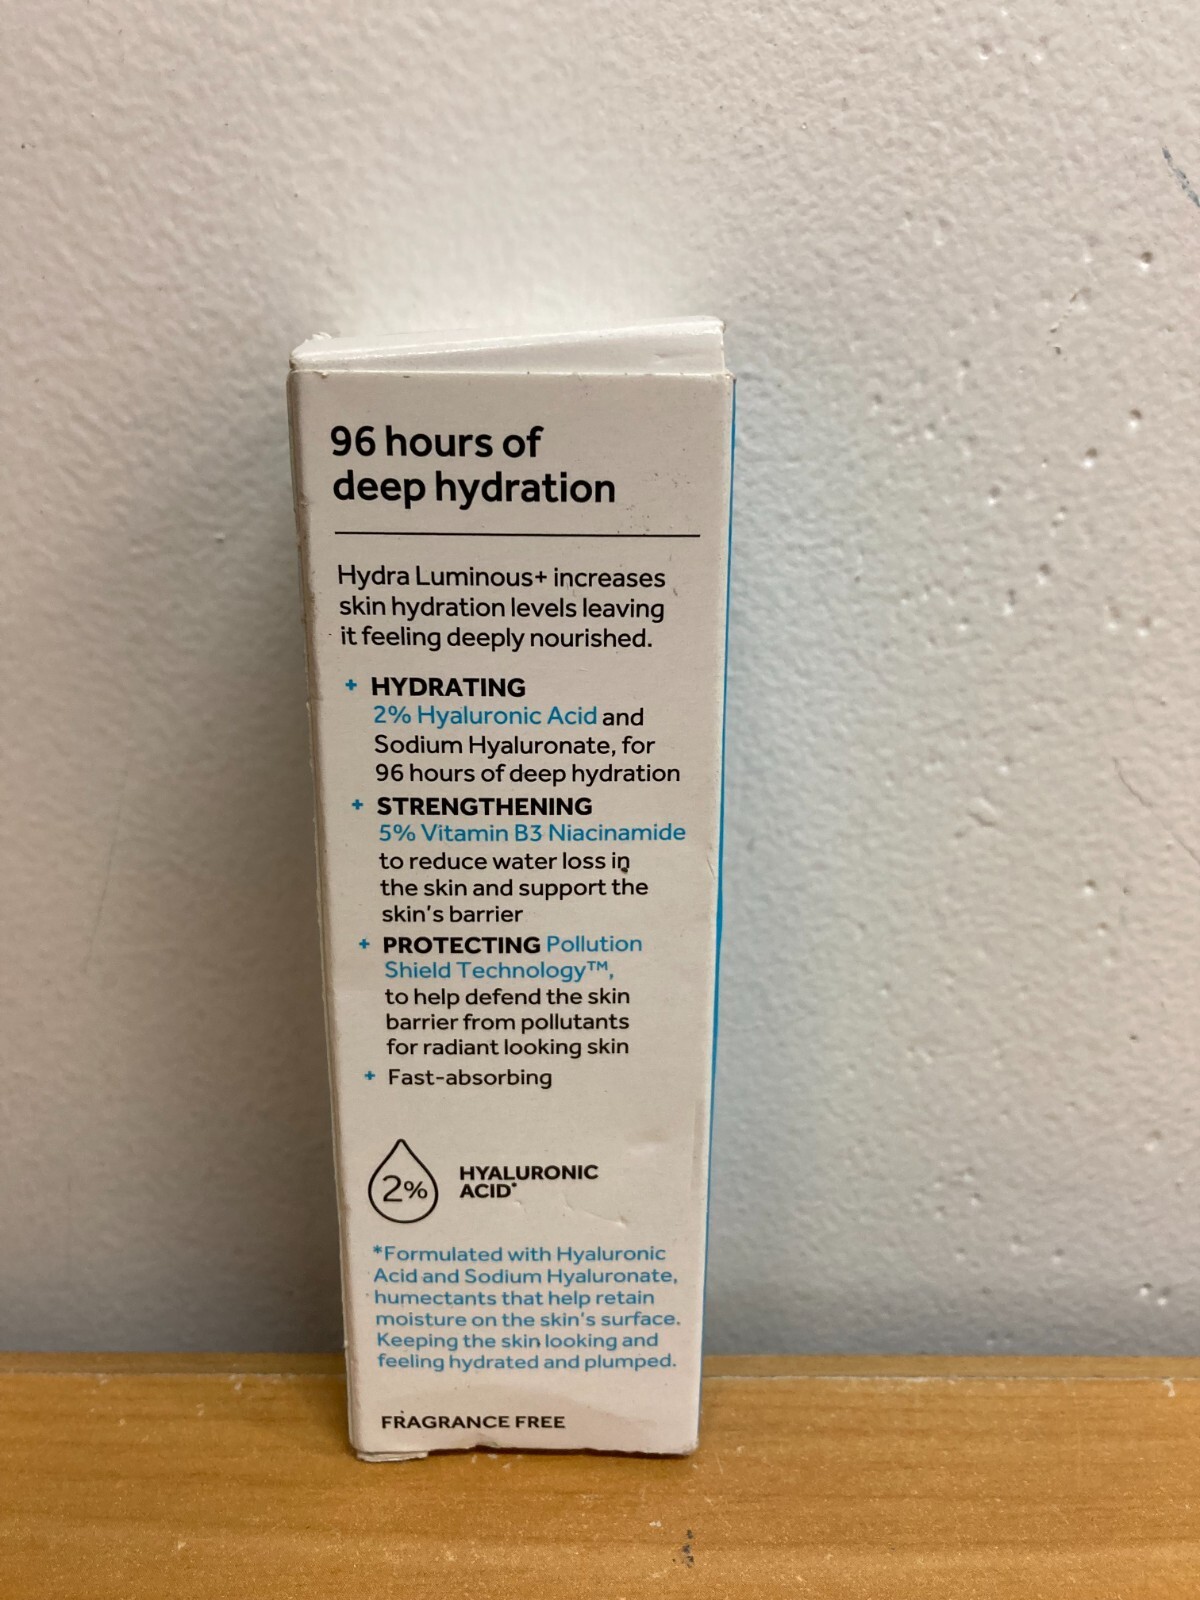 96 hours of
deep hydration
Hydra Luminous+ increases
skin hydration levels leaving
it feeling deeply nourished.
+ HYDRATING
2% Hyaluronic Acid and
Sodium Hyaluronate, for
96 hours of deep hydration
+ STRENGTHENING
5% Vitamin B3 Niacinamide
to reduce water loss in
the skin and support the
skin's barrier
+ PROTECTING Pollution
Shield Technology™,
to help defend the skin
barrier from pollutants
for radiant looking skin
+ Fast-absorbing
2%
HYALURONIC
ACID*
*Formulated with Hyaluronic
Acid and Sodium Hyaluronate,
humectants that help retain
moisture on the skin's surface.
Keeping the skin looking and
feeling hydrated and plumped.
FRAGRANCE FREE